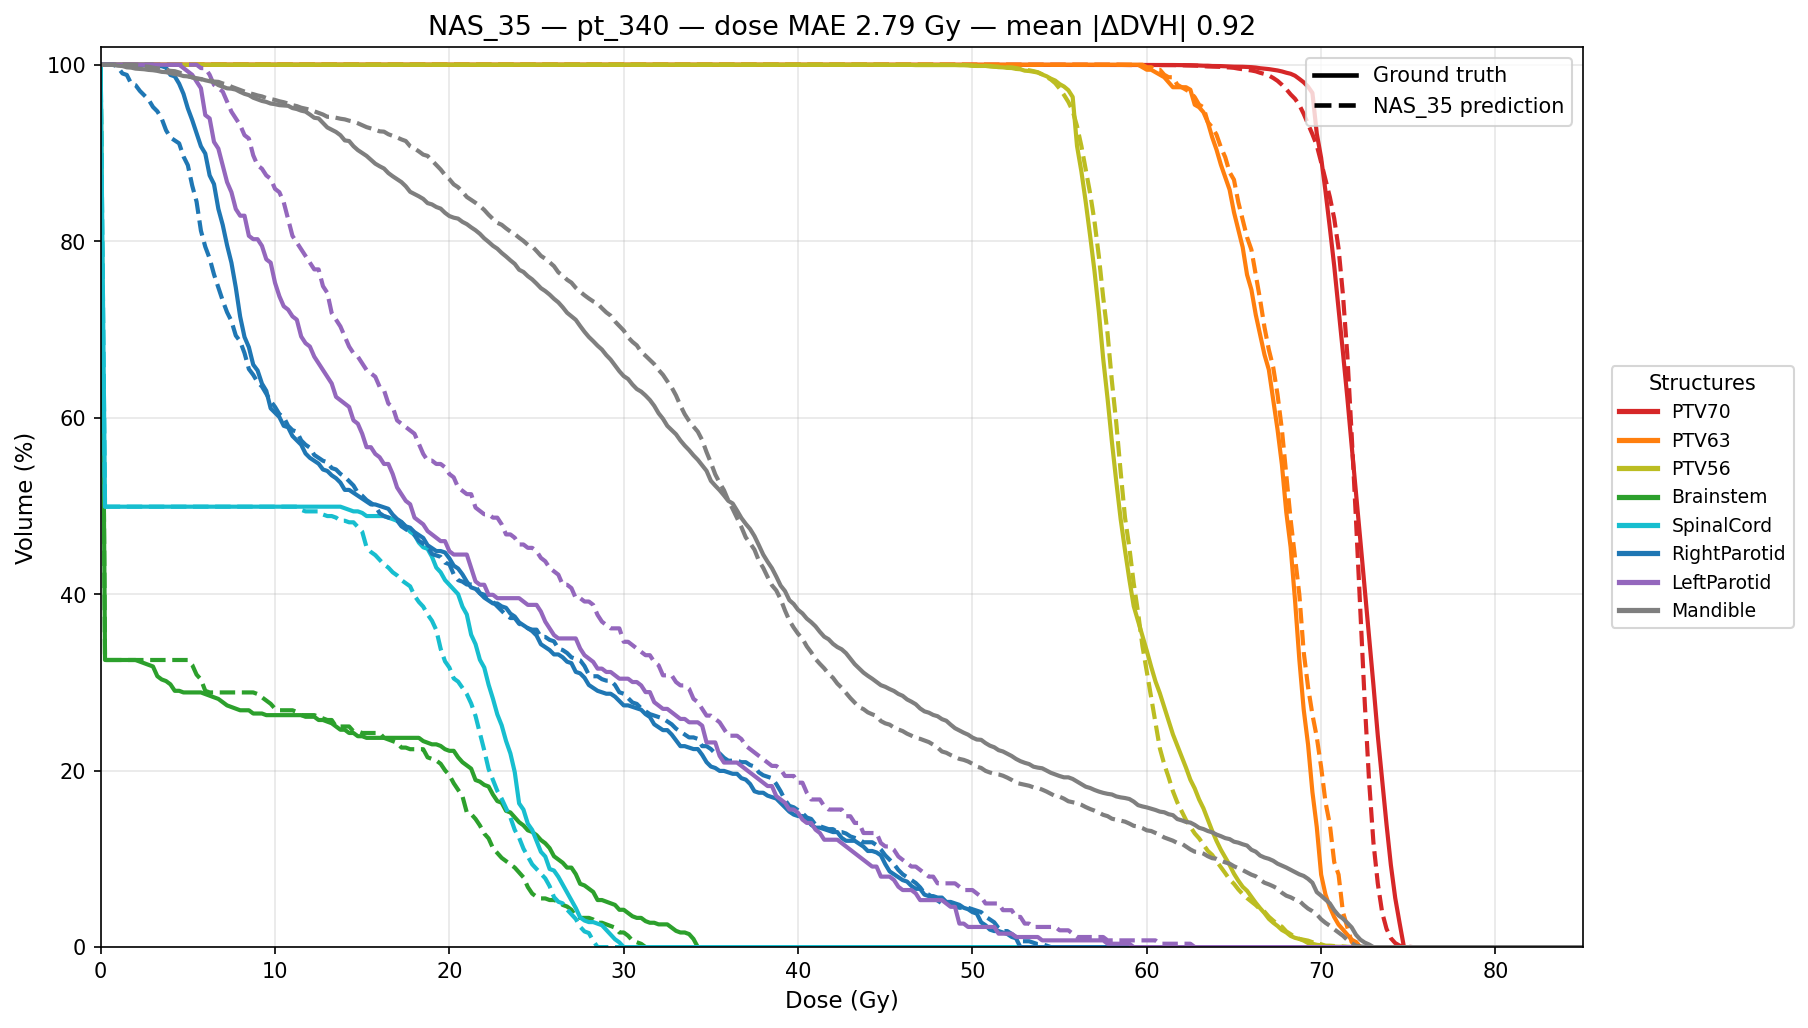 NAS_35 — pt_340 — dose MAE 2.79 Gy — mean |ΔDVH| 0.92
Ground truth
NAS_35 prediction
Volume (%)
100
80
60
40
20
0
0 10 20 30 40 50 60 70 80
Dose (Gy)
Structures
PTV70
PTV63
PTV56
Brainstem
SpinalCord
RightParotid
LeftParotid
Mandible